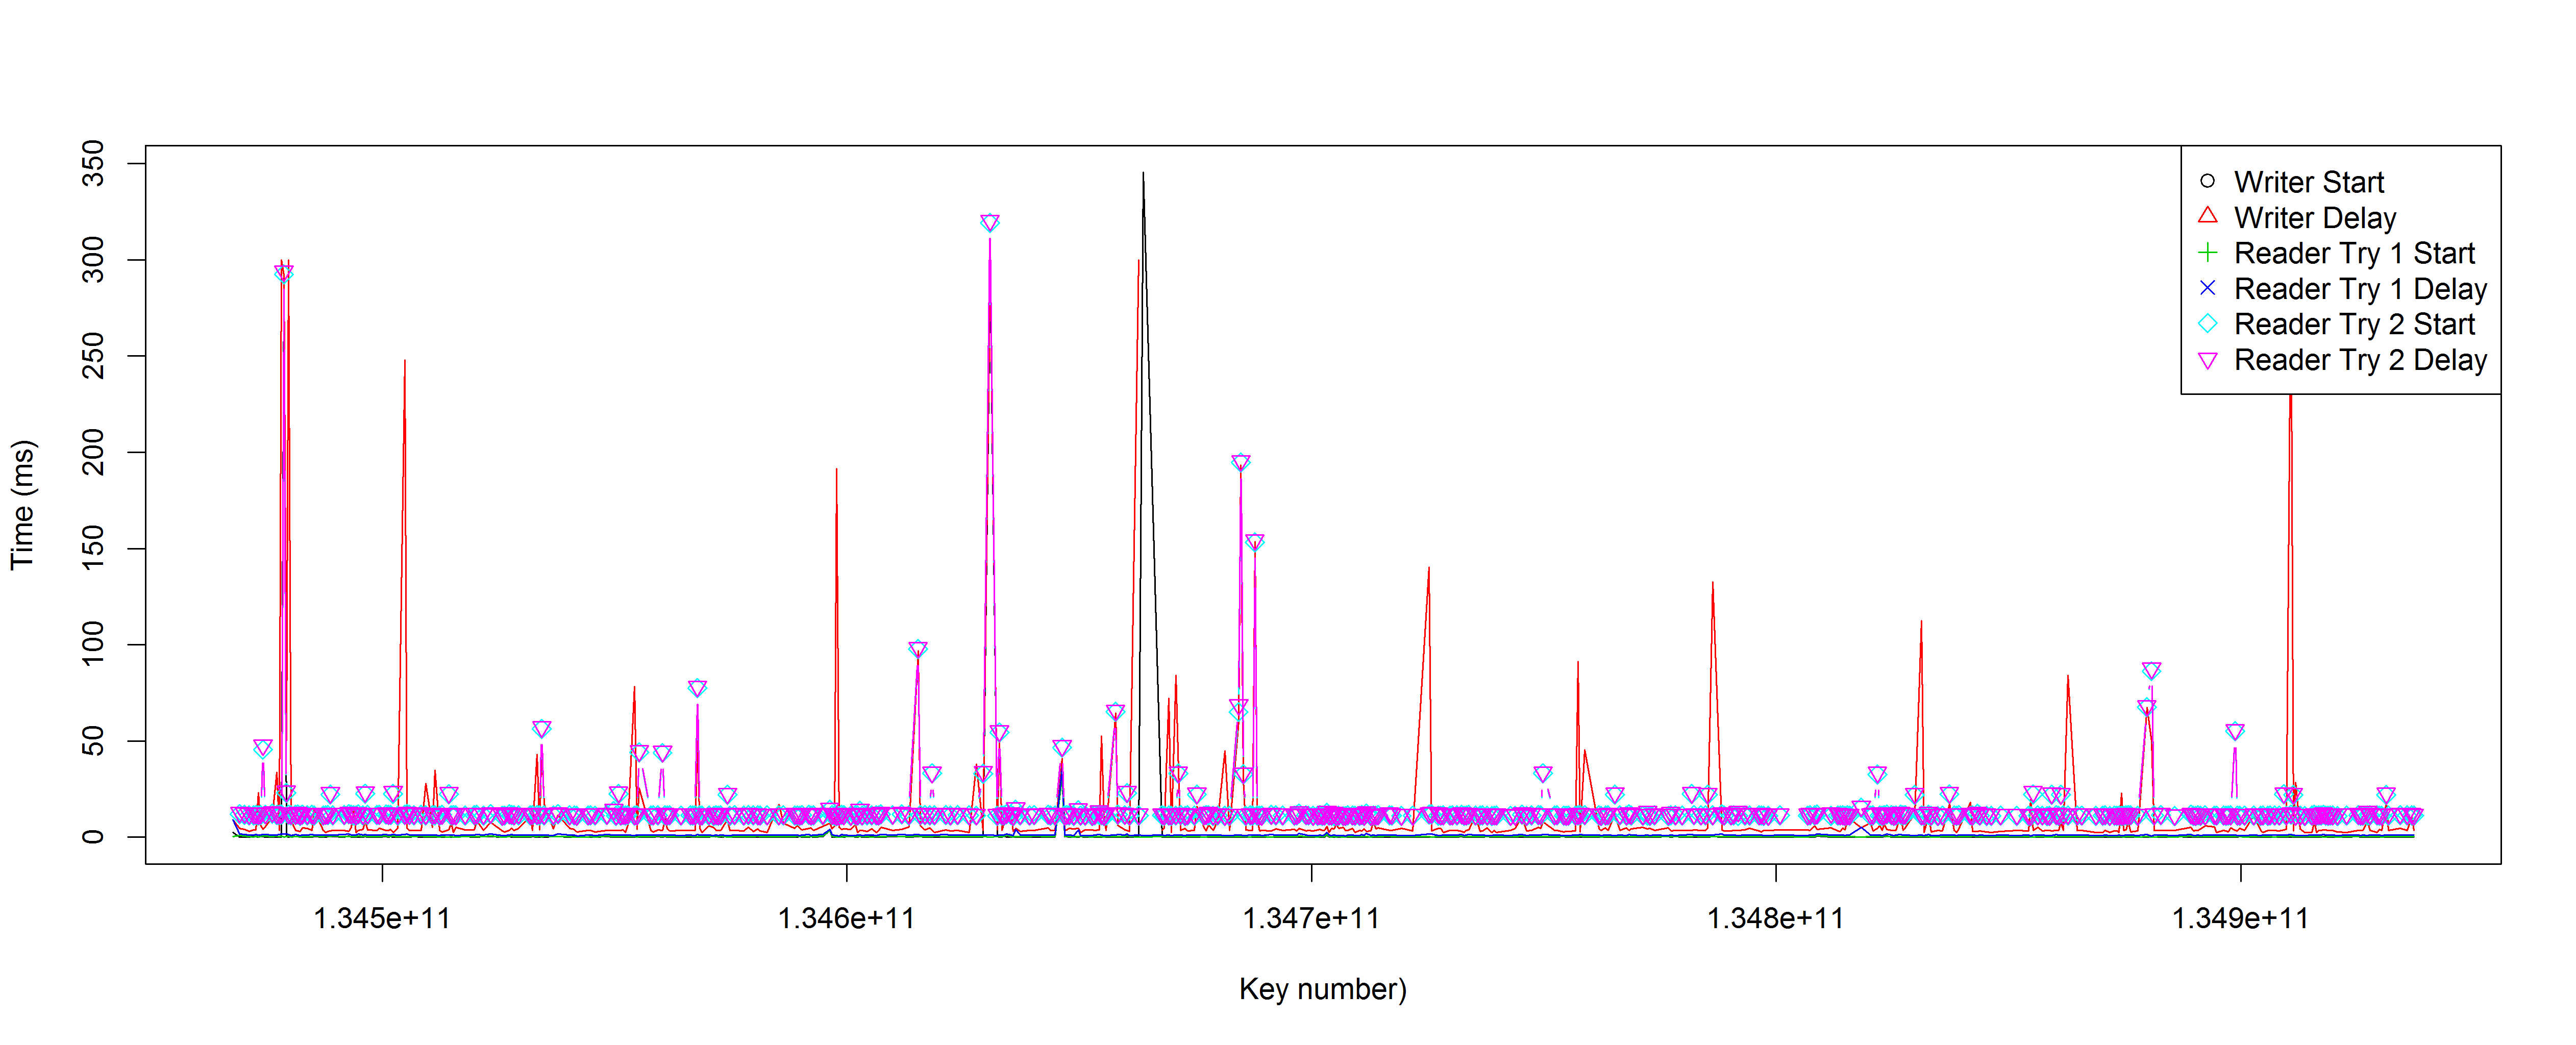 350
300
250
200
150
100
50
0
Time (ms)
Writer Start
Writer Delay
Reader Try 1 Start
Reader Try 1 Delay
Reader Try 2 Start
Reader Try 2 Delay
1.345e+11 1.346e+11 1.347e+11 1.348e+11 1.349e+11
Key number)